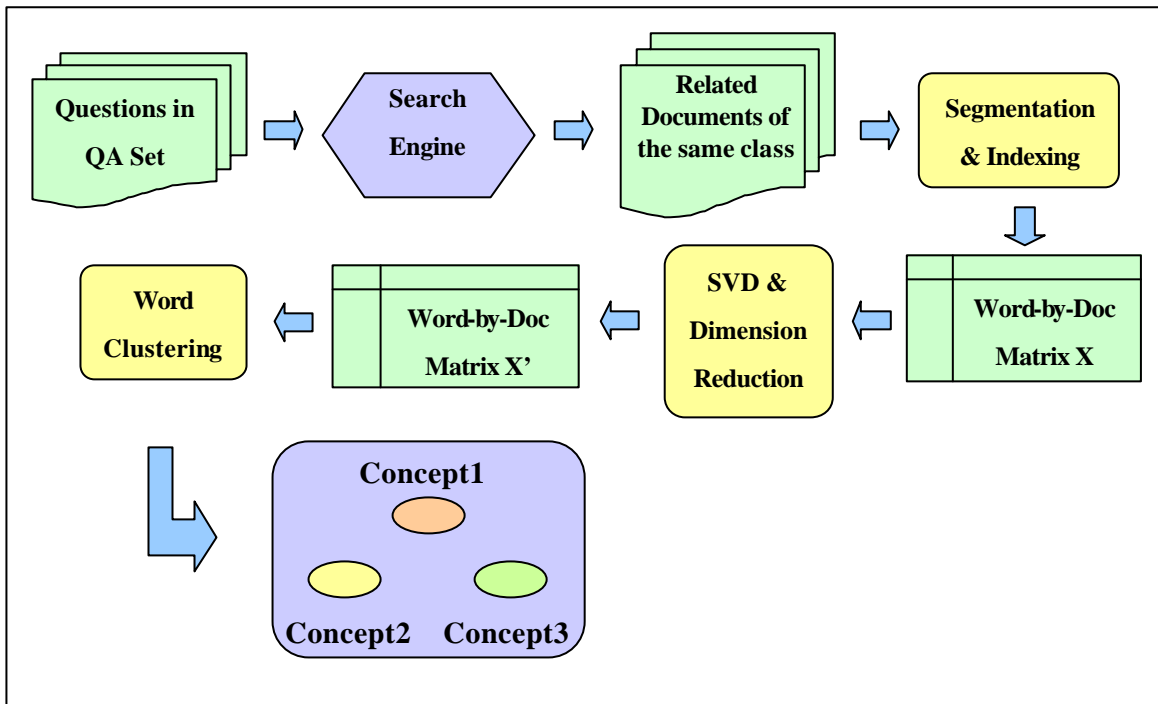 Questions in
QA Set
Search
Engine
Related
Documents of
the same class
Segmentation
& Indexing
Word-by-Doc
Matrix X
SVD &
Dimension
Reduction
Word-by-Doc
Matrix X’
Word
Clustering
Concept1
Concept2
Concept3